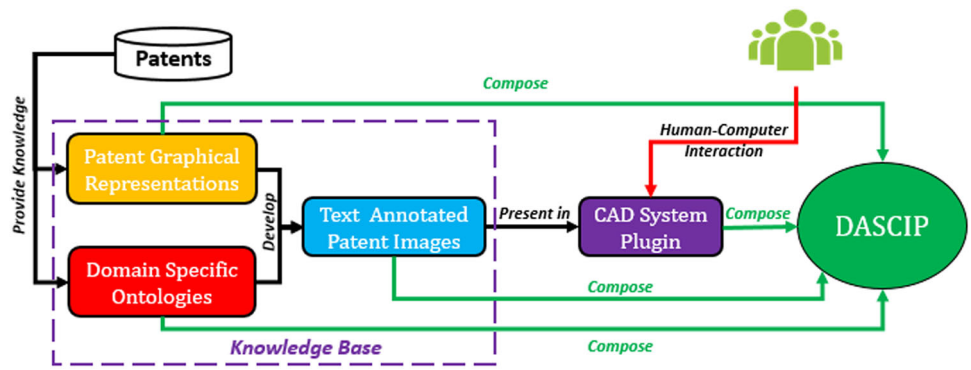 Patents
Compose
Provide Knowledge
Human-Computer
Interaction
Patent Graphical
Representations
Develop
Text Annotated
Patent Images
Present in
CAD System
Plugin
Compose
DASCIP
Domain Specific
Ontologies
Compose
Knowledge Base
Compose